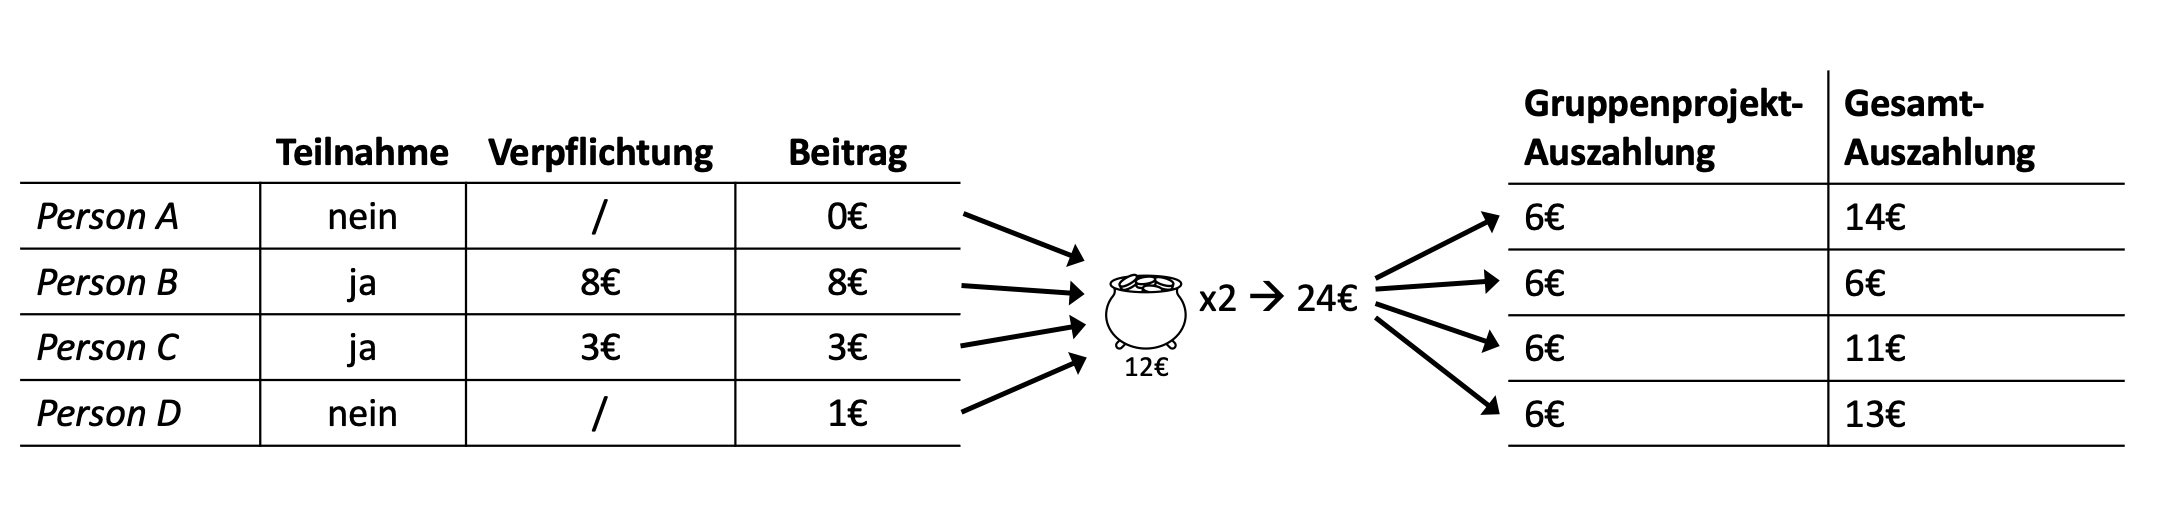 Teilnahme Verpflichtung Beitrag
Person A nein / 0€
Person B ja 8€ 8€
Person C ja 3€ 3€
Person D nein / 1€
12€
x2 → 24€
Gruppenprojekt- Gesamt-
Auszahlung Auszahlung
6€ 14€
6€ 6€
6€ 11€
6€ 13€